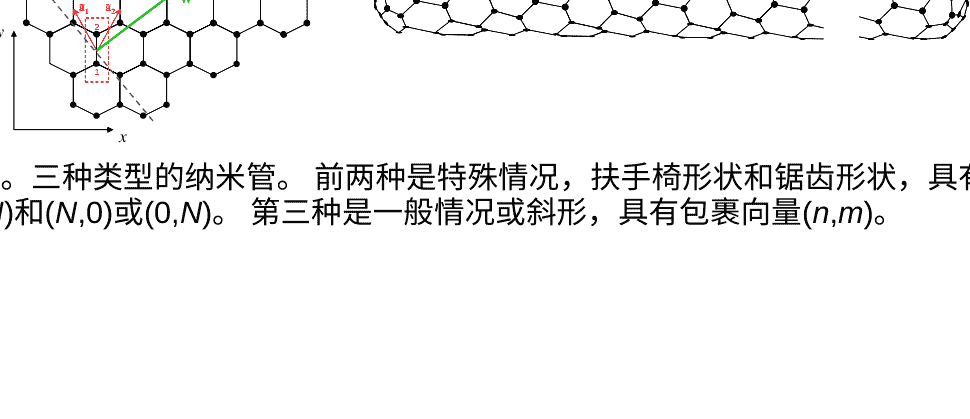 a₁ a₂
2
1
x
。三种类型的纳米管。 前两种是特殊情况，扶手椅形状和锯齿形状，具有
)和(N,0)或(0,N)。 第三种是一般情况或斜形，具有包裹向量(n,m)。